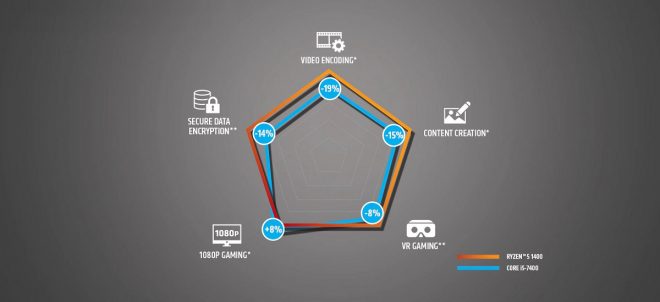 VIDEO ENCODING*
-19%
SECURE DATA
ENCRYPTION**
-14%
-15%
CONTENT CREATION*
-8%
+8%
1080P
1080P GAMING*
VR GAMING**
RYZEN™ 5 1400
CORE i5-7400